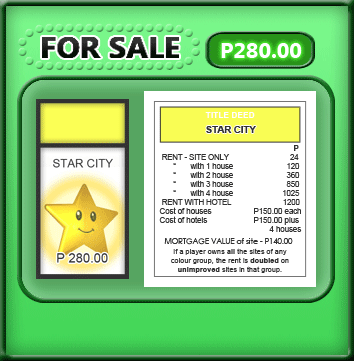 FOR SALE P280.00
STAR CITY
P 280.00
TITLE DEED
STAR CITY
P
RENT - SITE ONLY 24
" with 1 house 120
" with 2 house 360
" with 3 house 850
" with 4 house 1025
RENT WITH HOTEL 1200
Cost of houses P150.00 each
Cost of hotels P150.00 plus
4 houses
MORTGAGE VALUE of site - P140.00
If a player owns all the sites of any
colour group, the rent is doubled on
unimproved sites in that group.